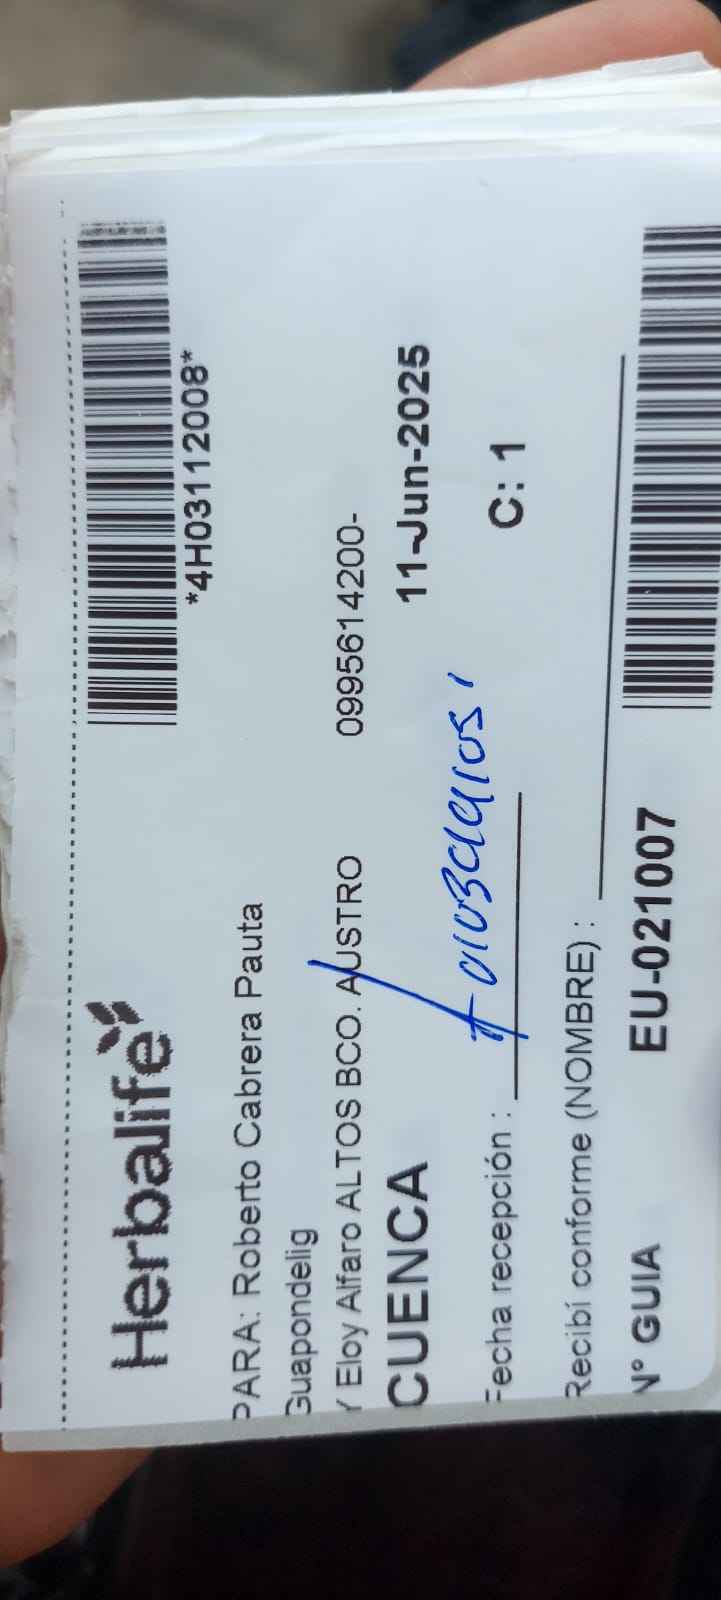 Herbalife
*4H03112008*
PARA: Roberto Cabrera Pauta
Guapondelig
Y Eloy Alfaro ALTOS BCO. AUSTRO 0995614200-
CUENCA 11-Jun-2025
Fecha recepción : C: 1
Recibí conforme (NOMBRE) :
N° GUIA EU-021007